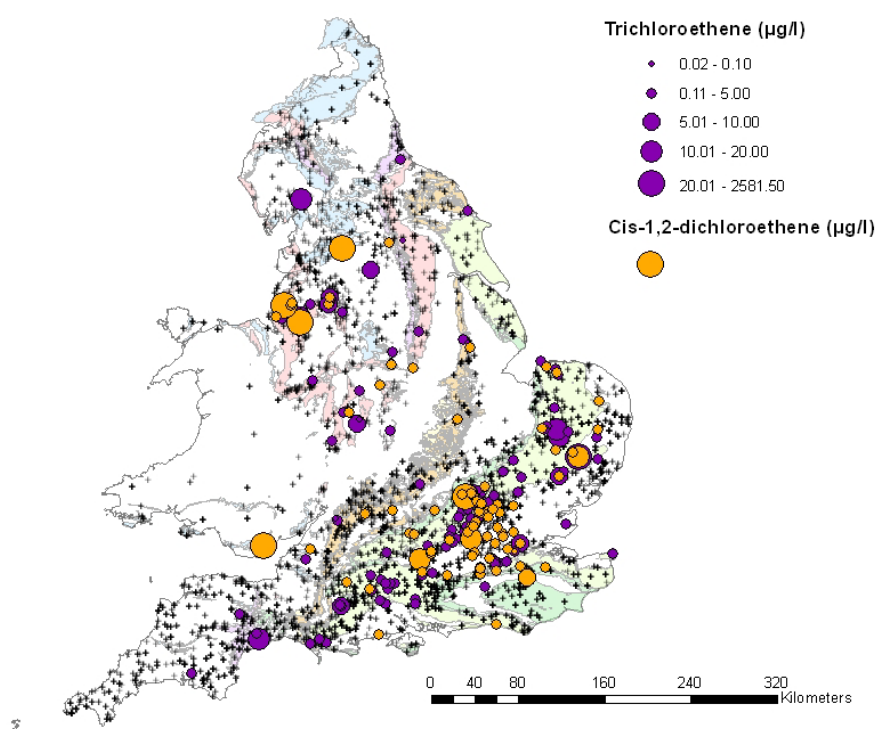 Trichloroethene (µg/l)
0.02 - 0.10
0.11 - 5.00
5.01 - 10.00
10.01 - 20.00
20.01 - 2581.50
Cis-1,2-dichloroethene (µg/l)
0 40 80 160 240 320
Kilometers